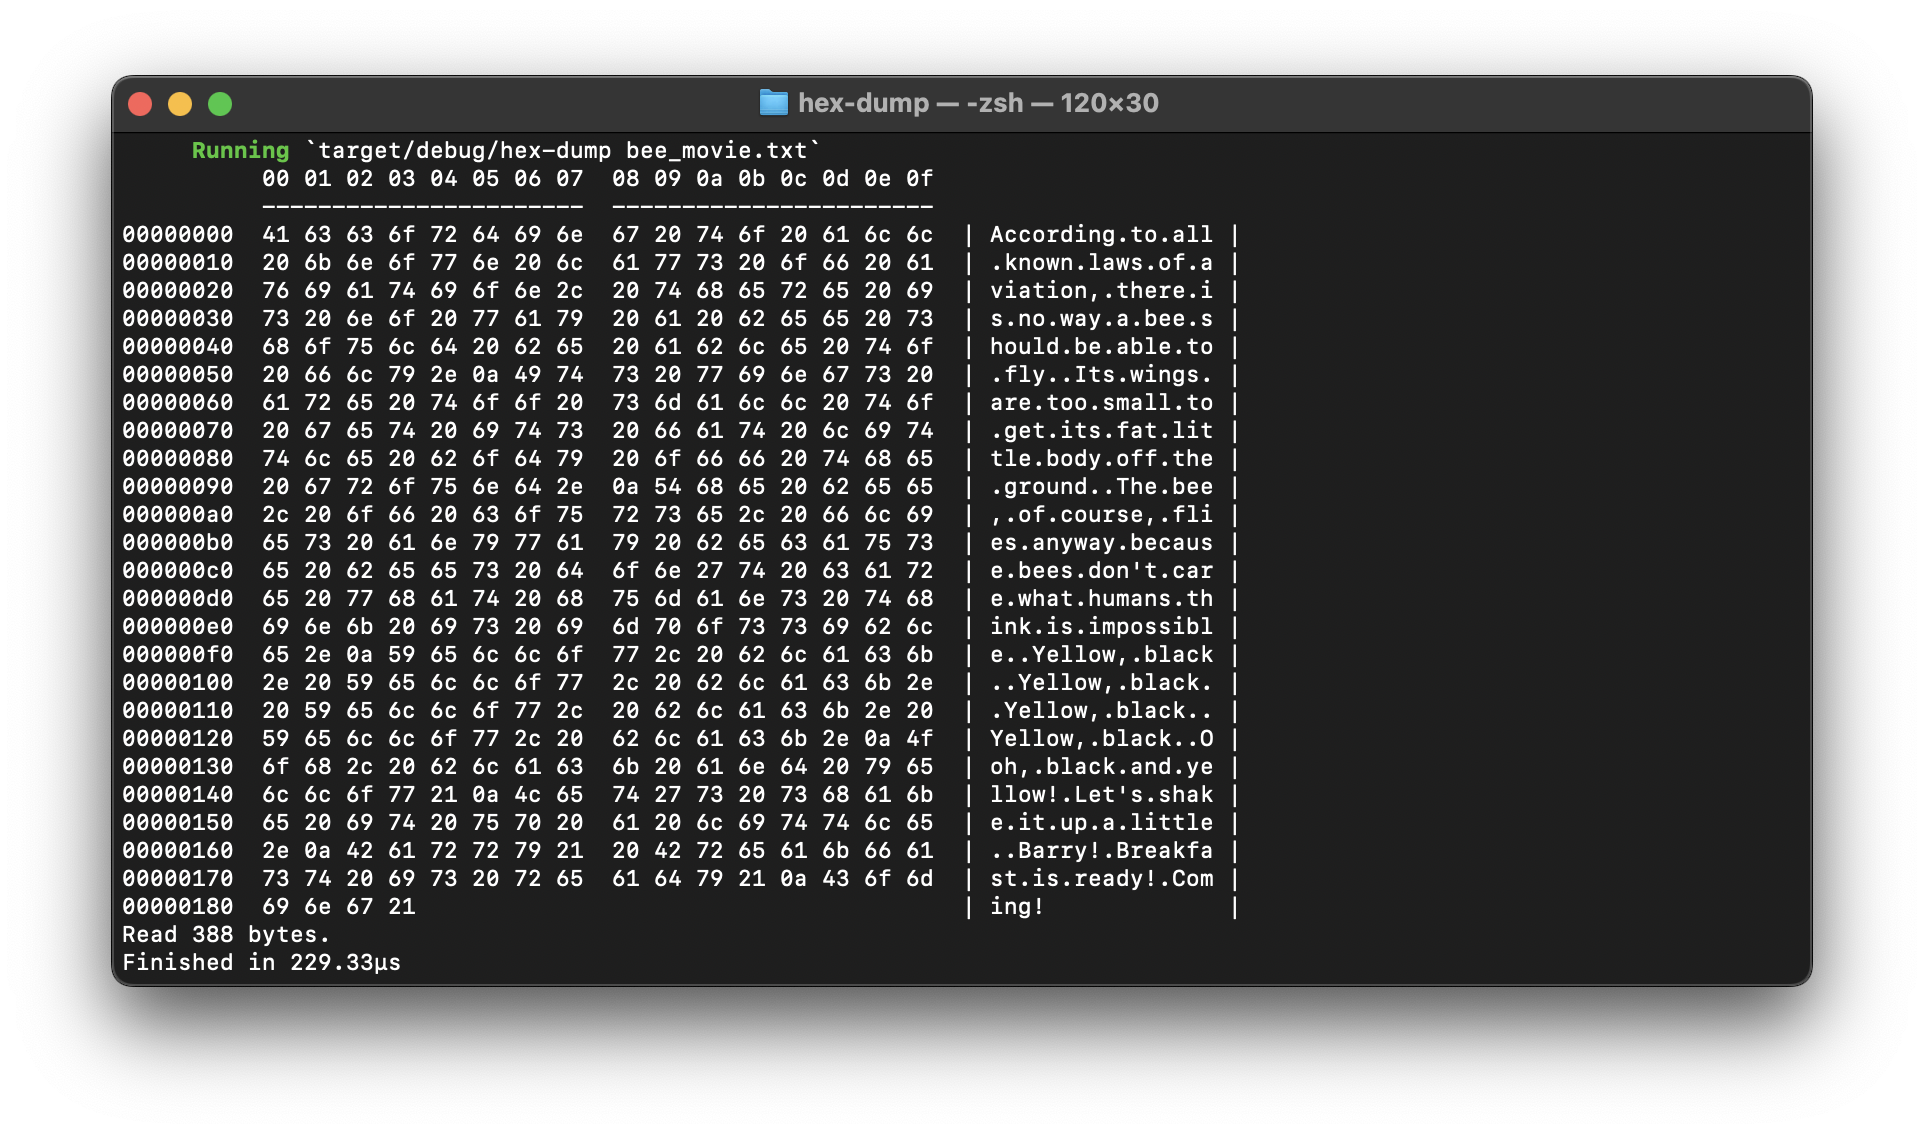 hex-dump — -zsh — 120×30
     Running `target/debug/hex-dump bee_movie.txt`
          00 01 02 03 04 05 06 07  08 09 0a 0b 0c 0d 0e 0f
          -----------------------  -----------------------
00000000  41 63 63 6f 72 64 69 6e  67 20 74 6f 20 61 6c 6c  | According.to.all |
00000010  20 6b 6e 6f 77 6e 20 6c  61 77 73 20 6f 66 20 61  | .known.laws.of.a |
00000020  76 69 61 74 69 6f 6e 2c  20 74 68 65 72 65 20 69  | viation,.there.i |
00000030  73 20 6e 6f 20 77 61 79  20 61 20 62 65 65 20 73  | s.no.way.a.bee.s |
00000040  68 6f 75 6c 64 20 62 65  20 61 62 6c 65 20 74 6f  | hould.be.able.to |
00000050  20 66 6c 79 2e 0a 49 74  73 20 77 69 6e 67 73 20  | .fly..Its.wings. |
00000060  61 72 65 20 74 6f 6f 20  73 6d 61 6c 6c 20 74 6f  | are.too.small.to |
00000070  20 67 65 74 20 69 74 73  20 66 61 74 20 6c 69 74  | .get.its.fat.lit |
00000080  74 6c 65 20 62 6f 64 79  20 6f 66 66 20 74 68 65  | tle.body.off.the |
00000090  20 67 72 6f 75 6e 64 2e  0a 54 68 65 20 62 65 65  | .ground..The.bee |
000000a0  2c 20 6f 66 20 63 6f 75  72 73 65 2c 20 66 6c 69  | ,.of.course,.fli |
000000b0  65 73 20 61 6e 79 77 61  79 20 62 65 63 61 75 73  | es.anyway.becaus |
000000c0  65 20 62 65 65 73 20 64  6f 6e 27 74 20 63 61 72  | e.bees.don't.car |
000000d0  65 20 77 68 61 74 20 68  75 6d 61 6e 73 20 74 68  | e.what.humans.th |
000000e0  69 6e 6b 20 69 73 20 69  6d 70 6f 73 73 69 62 6c  | ink.is.impossibl |
000000f0  65 2e 0a 59 65 6c 6c 6f  77 2c 20 62 6c 61 63 6b  | e..Yellow,.black |
00000100  2e 20 59 65 6c 6c 6f 77  2c 20 62 6c 61 63 6b 2e  | ..Yellow,.black. |
00000110  20 59 65 6c 6c 6f 77 2c  20 62 6c 61 63 6b 2e 20  | .Yellow,.black.. |
00000120  59 65 6c 6c 6f 77 2c 20  62 6c 61 63 6b 2e 0a 4f  | Yellow,.black..O |
00000130  6f 68 2c 20 62 6c 61 63  6b 20 61 6e 64 20 79 65  | oh,.black.and.ye |
00000140  6c 6c 6f 77 21 0a 4c 65  74 27 73 20 73 68 61 6b  | llow!.Let's.shak |
00000150  65 20 69 74 20 75 70 20  61 20 6c 69 74 74 6c 65  | e.it.up.a.little |
00000160  2e 0a 42 61 72 72 79 21  20 42 72 65 61 6b 66 61  | ..Barry!.Breakfa |
00000170  73 74 20 69 73 20 72 65  61 64 79 21 0a 43 6f 6d  | st.is.ready!.Com |
00000180  69 6e 67 21                                       | ing!             |
Read 388 bytes.
Finished in 229.33µs